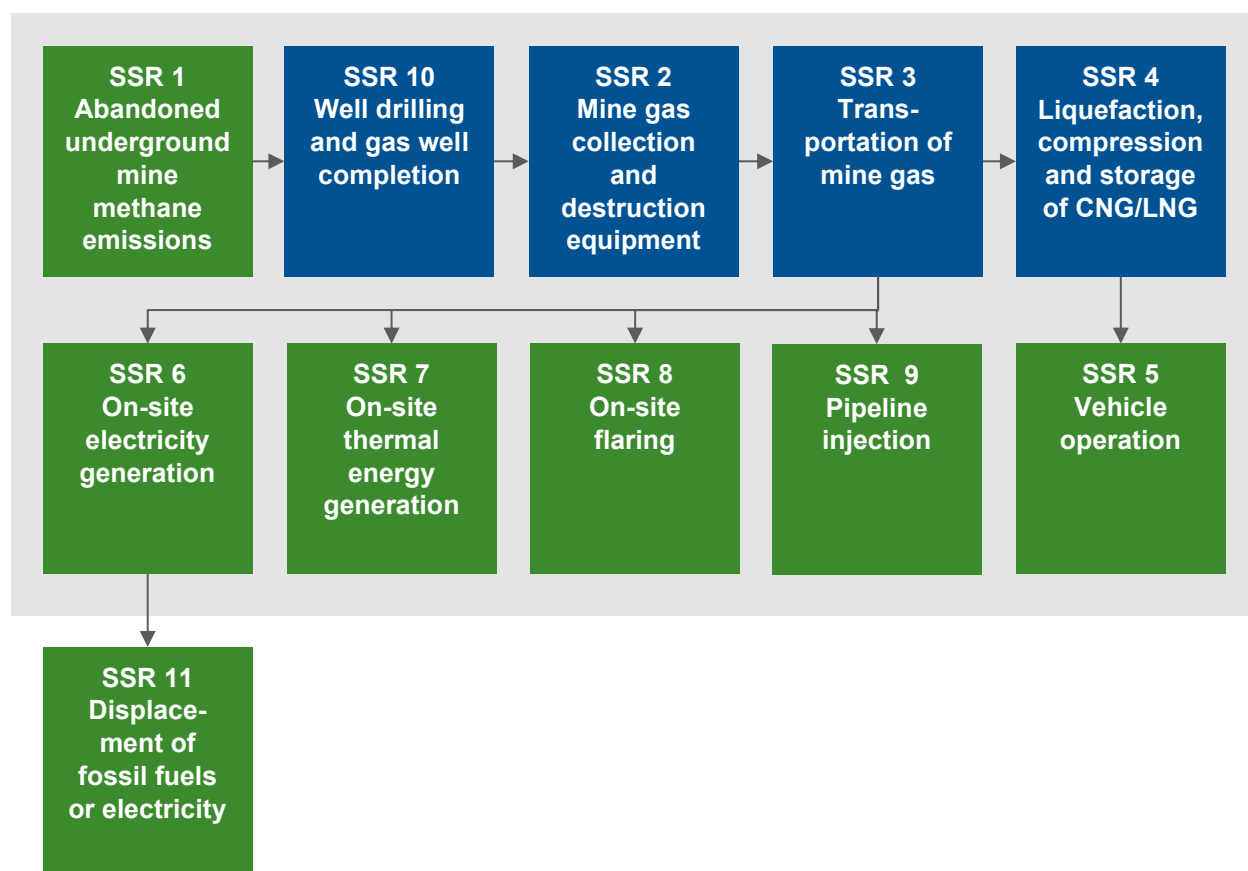 SSR 1
Abandoned
underground
mine
methane
emissions
SSR 10
Well drilling
and gas well
completion
SSR 2
Mine gas
collection
and
destruction
equipment
SSR 3
Trans-
portation of
mine gas
SSR 4
Liquefaction,
compression
and storage
of CNG/LNG
SSR 6
On-site
electricity
generation
SSR 7
On-site
thermal
energy
generation
SSR 8
On-site
flaring
SSR 9
Pipeline
injection
SSR 5
Vehicle
operation
SSR 11
Displace-
ment of
fossil fuels
or electricity